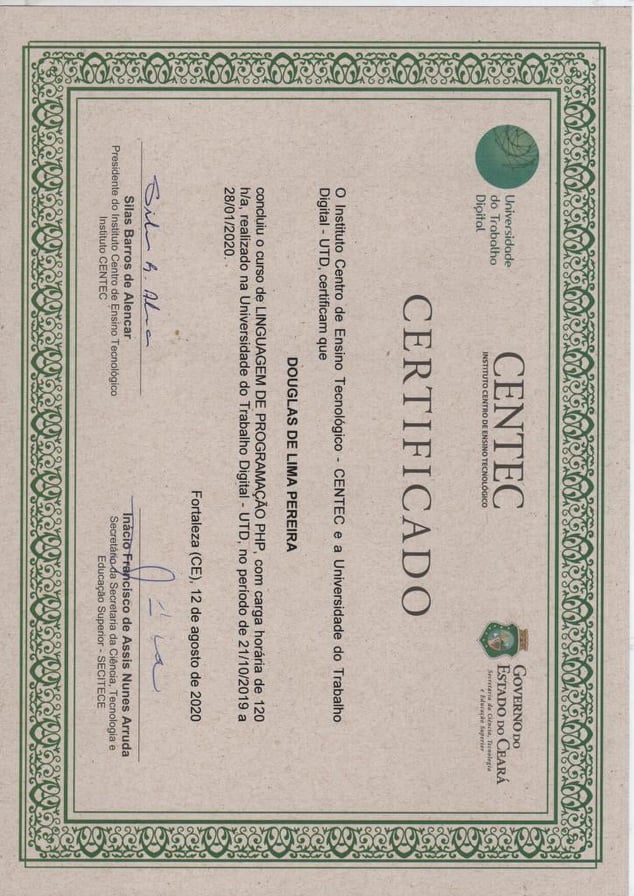 Universidade
do Trabalho
Digital
CENTEC
INSTITUTO CENTRO DE ENSINO TECNOLÓGICO
GOVERNO DO
ESTADO DO CEARÁ
Secretaria da Ciência, Tecnologia
e Educação Superior
CERTIFICADO
O Instituto Centro de Ensino Tecnológico - CENTEC e a Universidade do Trabalho
Digital - UTD, certificam que
DOUGLAS DE LIMA PEREIRA
concluiu o curso de LINGUAGEM DE PROGRAMAÇÃO PHP, com carga horária de 120
h/a, realizado na Universidade do Trabalho Digital - UTD, no período de 21/10/2019 a
28/01/2020.
Fortaleza (CE), 12 de agosto de 2020
Silas Barros de Alencar
Presidente do Instituto Centro de Ensino Tecnológico
Instituto CENTEC
Inácio Francisco de Assis Nunes Arruda
Secretário da Secretaria da Ciência, Tecnologia e
Educação Superior - SECITECE